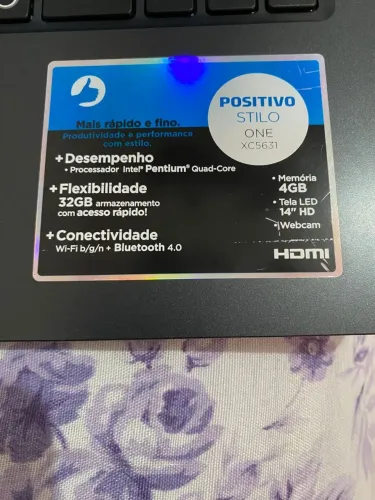 POSITIVO
STILO
ONE
XC5631
Mais rápido e fino.
Produtividade e performance
com estilo.
+Desempenho
• Processador Intel® Pentium® Quad-Core
+Flexibilidade
32GB armazenamento
com acesso rápido!
+Conectividade
Wi-Fi b/g/n + Bluetooth 4.0
• Memória
4GB
• Tela LED
14" HD
• Webcam
HDMI